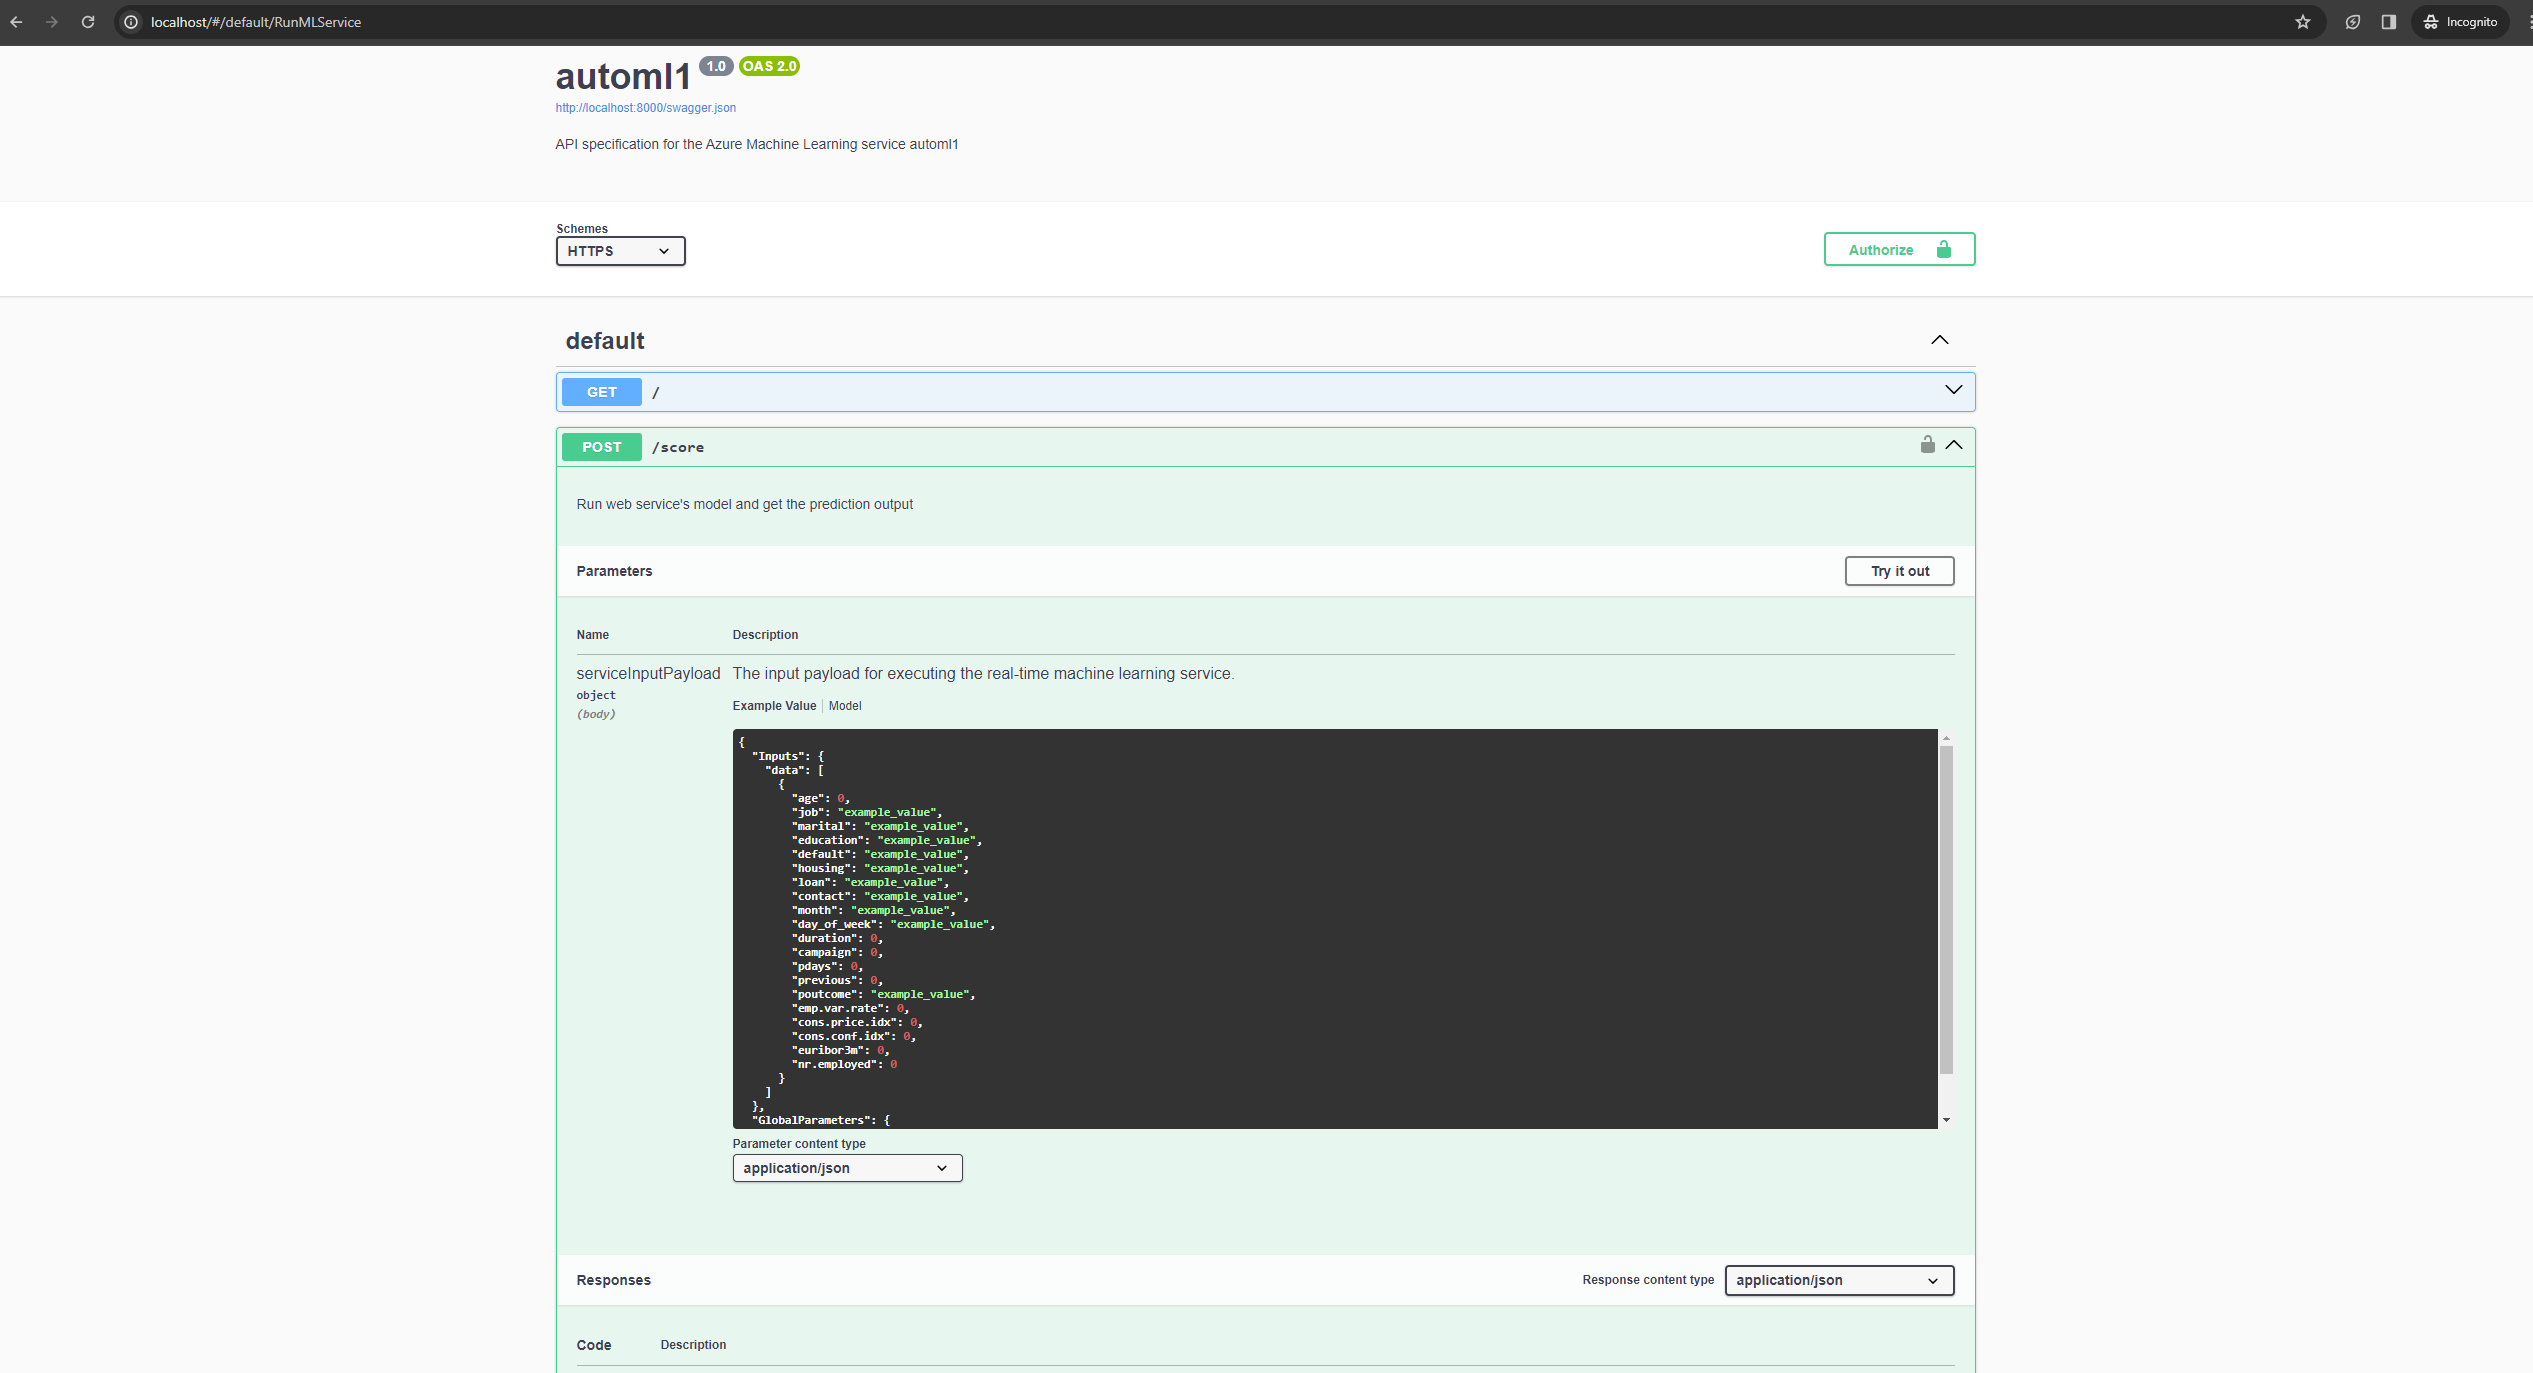 localhost/#/default/RunMLService
Incognito
automl1 1.0 OAS 2.0
http://localhost:8000/swagger.json
API specification for the Azure Machine Learning service automl1
Schemes
HTTPS
Authorize
default
GET /
POST /score
Run web service's model and get the prediction output
Parameters
Try it out
Name Description
serviceInputPayload The input payload for executing the real-time machine learning service.
object
(body)
Example Value Model
{
"Inputs": {
"data": [
{
"age": 0,
"job": "example_value",
"marital": "example_value",
"education": "example_value",
"default": "example_value",
"housing": "example_value",
"loan": "example_value",
"contact": "example_value",
"month": "example_value",
"day_of_week": "example_value",
"duration": 0,
"campaign": 0,
"pdays": 0,
"previous": 0,
"poutcome": "example_value",
"emp.var.rate": 0,
"cons.price.idx": 0,
"cons.conf.idx": 0,
"euribor3m": 0,
"nr.employed": 0
}
]
},
"GlobalParameters": {
Parameter content type
application/json
Responses
Response content type application/json
Code Description